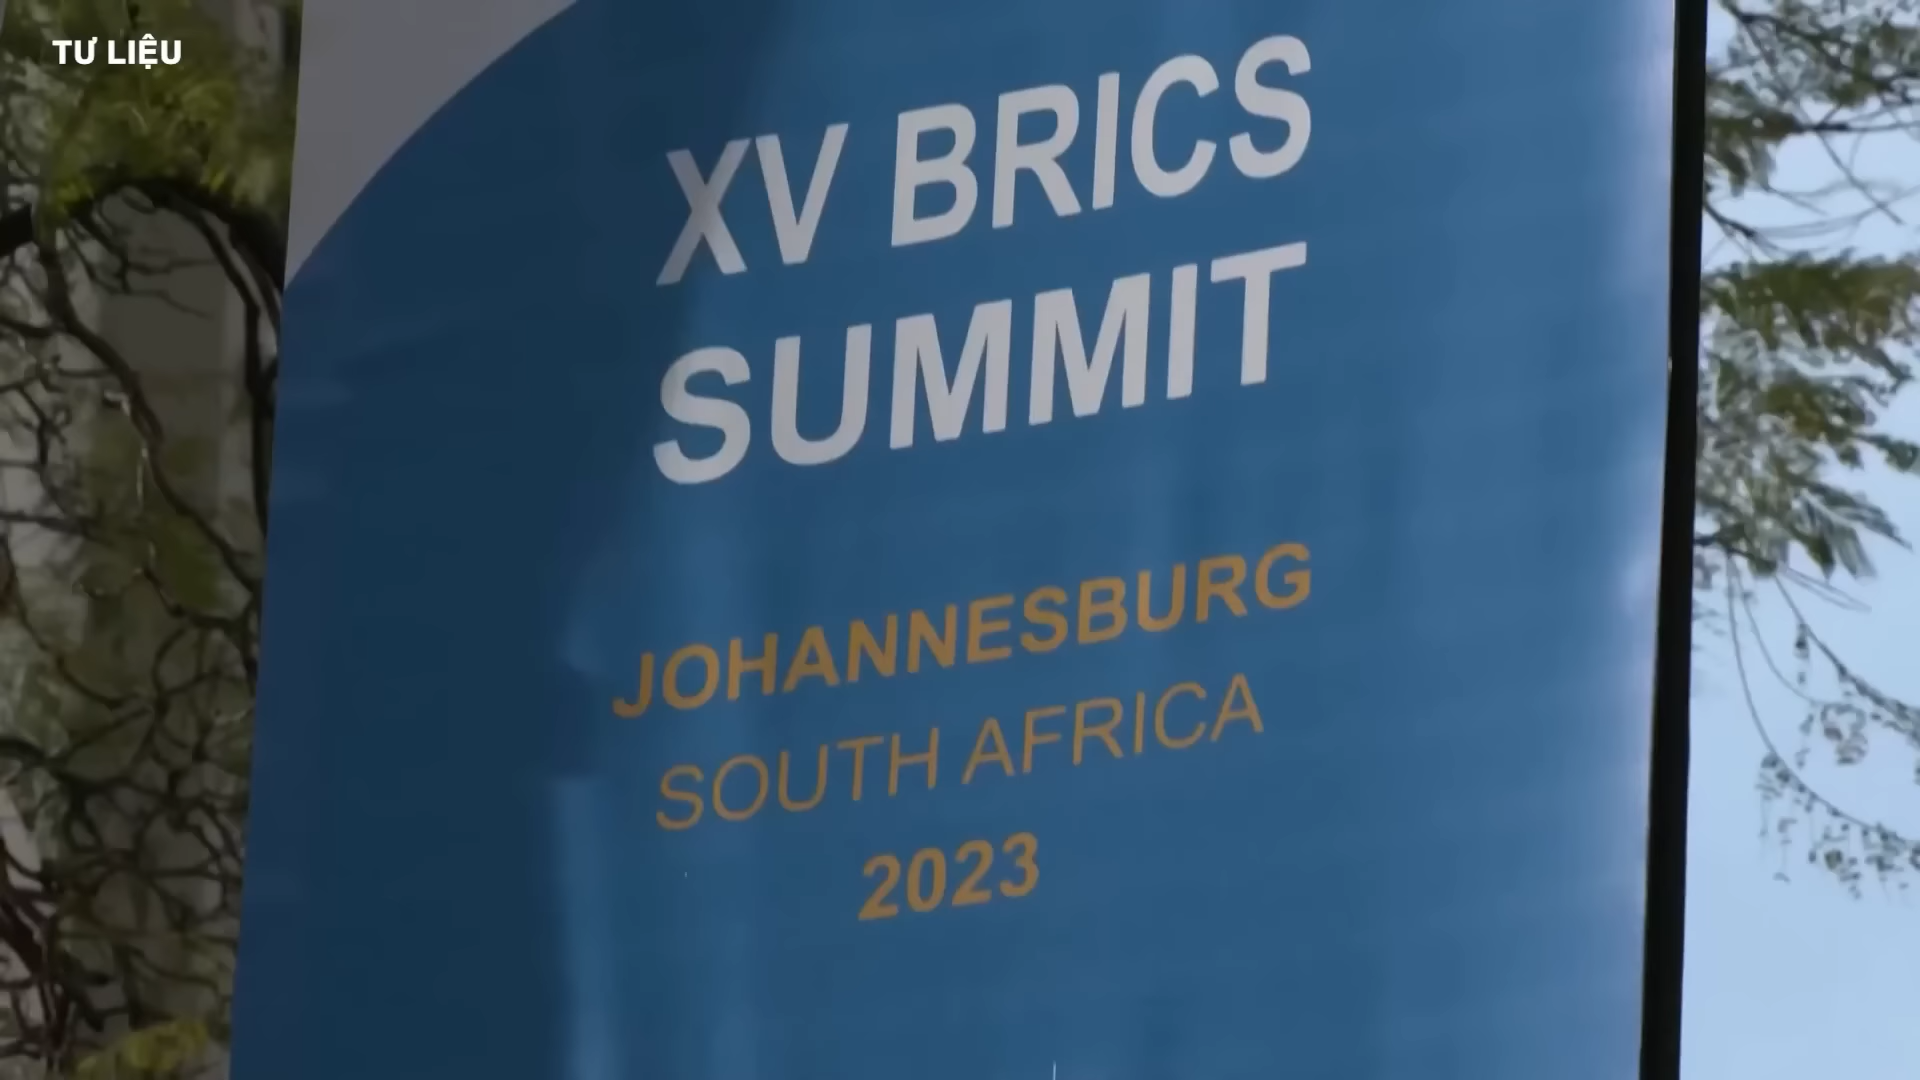 TƯ LIỆU
XV BRICS
SUMMIT
JOHANNESBURG
SOUTH AFRICA
2023